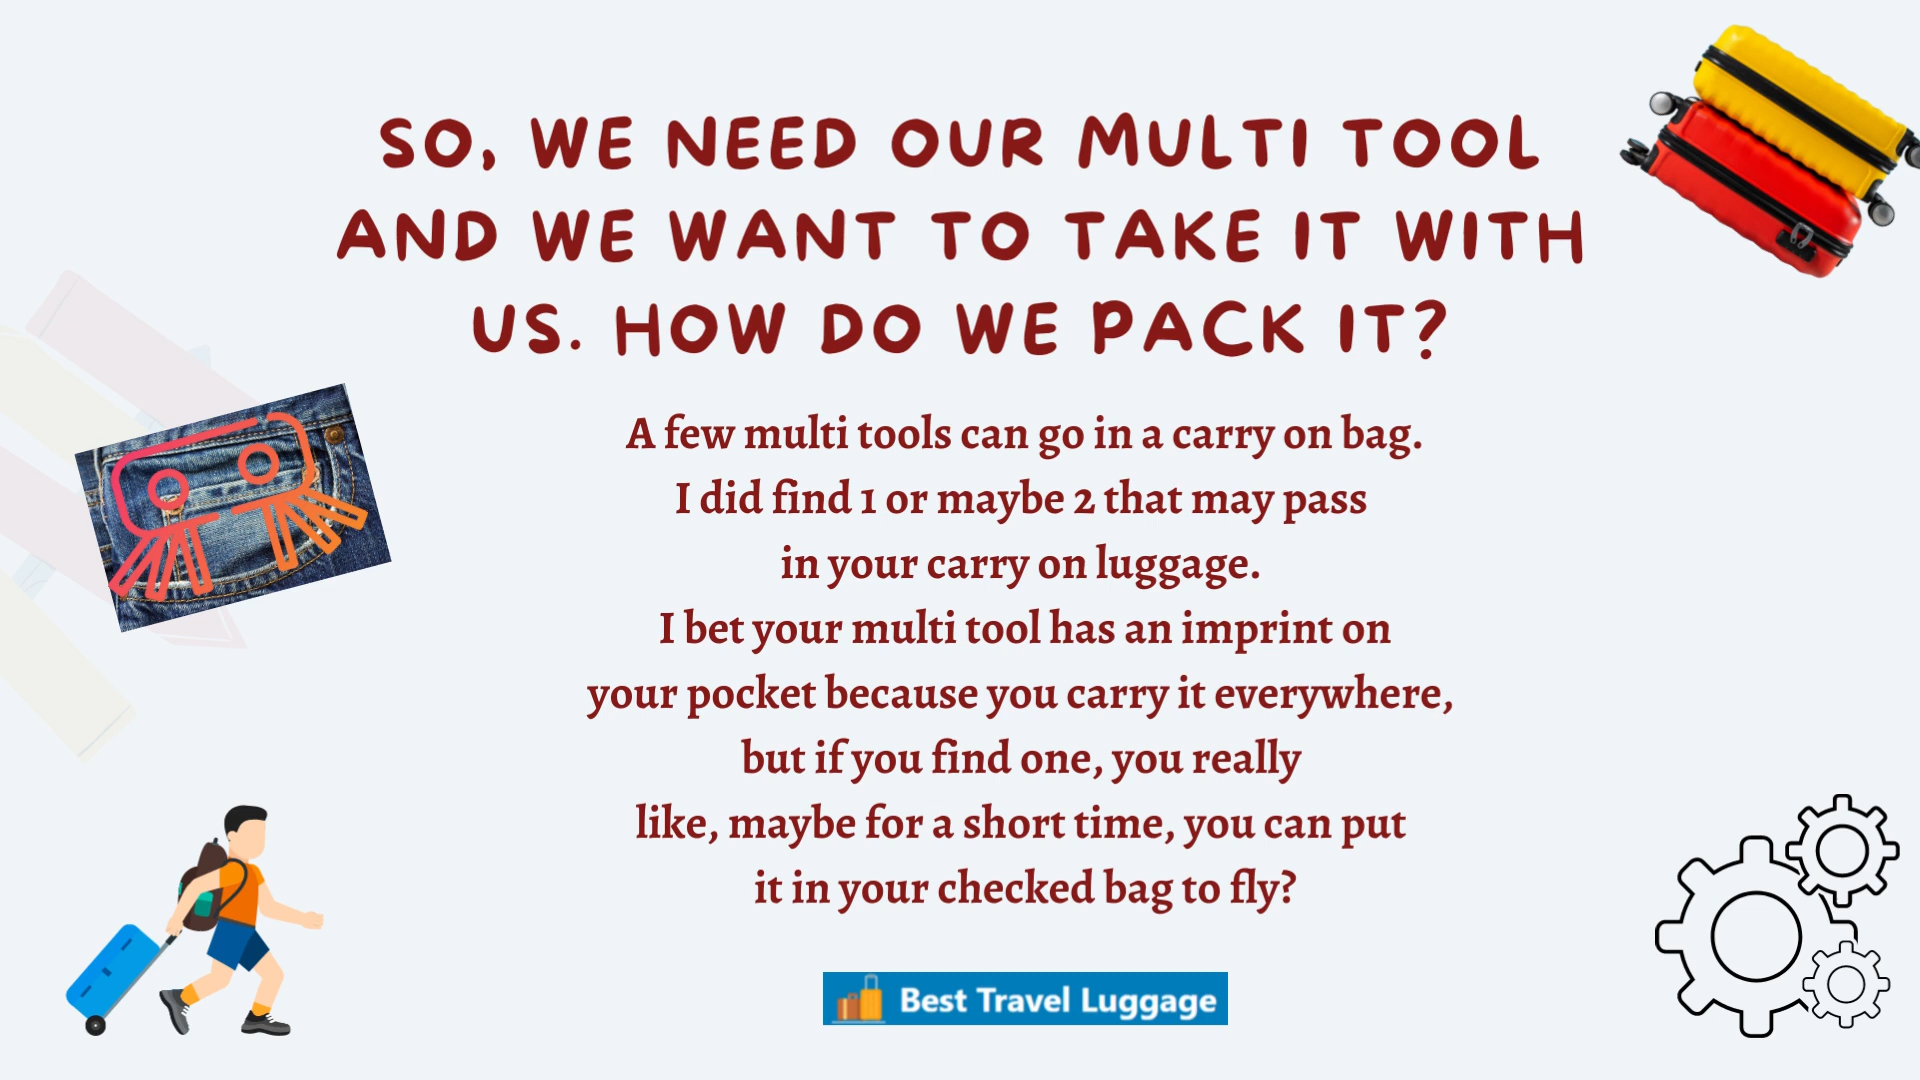 SO, WE NEED OUR MULTI TOOL
AND WE WANT TO TAKE IT WITH
US. HOW DO WE PACK IT?
A few multi tools can go in a carry on bag.
I did find 1 or maybe 2 that may pass
in your carry on luggage.
I bet your multi tool has an imprint on
your pocket because you carry it everywhere,
but if you find one, you really
like, maybe for a short time, you can put
it in your checked bag to fly?
Best Travel Luggage